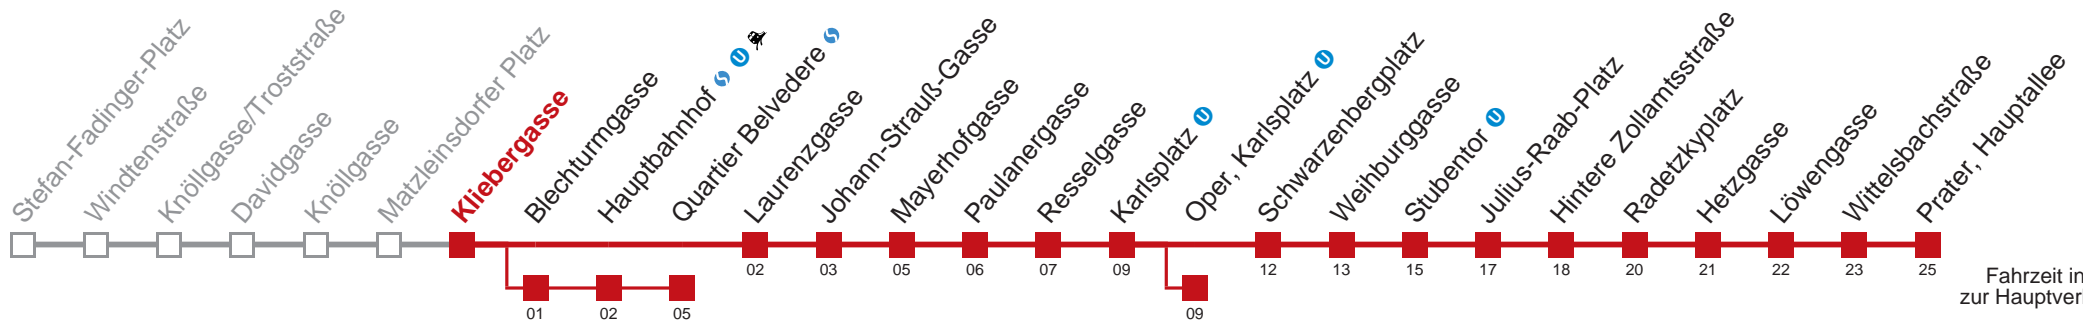 Stefan-Fadinger-Platz
Windtenstraße
Knöllgasse/Troststraße
Davidgasse
Knöllgasse
Matzleinsdorfer Platz
Kliebergasse
Blechturmgasse
Hauptbahnhof S U
Quartier Belvedere S
Laurenzgasse
Johann-Strauß-Gasse
Mayerhofgasse
Paulanergasse
Resselgasse
Karlsplatz U
Oper, Karlsplatz U
Schwarzenbergplatz
Weihburggasse
Stubentor U
Julius-Raab-Platz
Hintere Zollamtsstraße
Radetzkyplatz
Hetzgasse
Löwengasse
Wittelsbachstraße
Prater, Hauptallee
02 03 05 06 07 09 12 13 15 17 18 20 21 22 23 25
01 02 05 09
Fahrzeit in
zur Hauptver